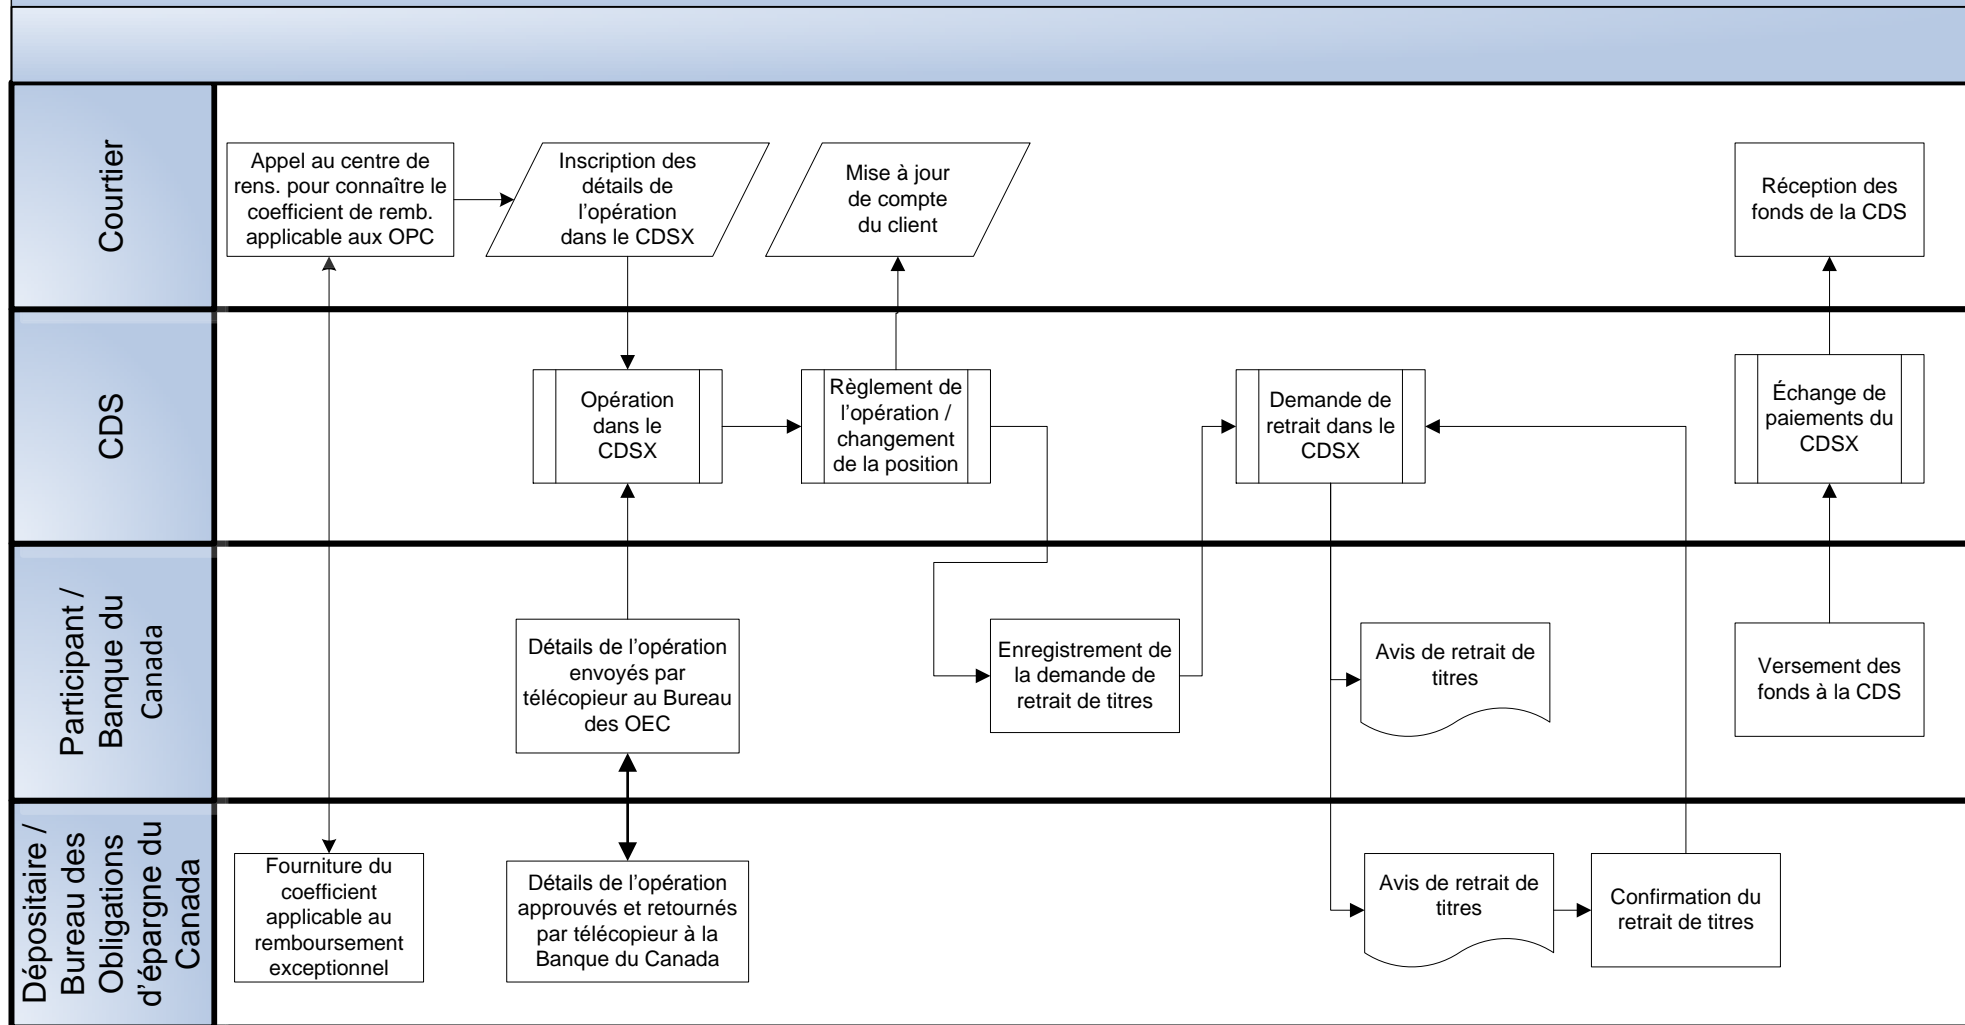 Courtier
Appel au centre de
rens. pour connaître le
coefficient de remb.
applicable aux OPC
Inscription des
détails de
l’opération
dans le CDSX
Mise à jour
de compte
du client
Réception des
fonds de la CDS
CDS
Opération
dans le
CDSX
Règlement de
l’opération /
changement
de la position
Demande de
retrait dans le
CDSX
Échange de
paiements du
CDSX
Participant /
Banque du
Canada
Détails de l’opération
envoyés par
télécopieur au Bureau
des OEC
Enregistrement de
la demande de
retrait de titres
Avis de retrait de
titres
Versement des
fonds à la CDS
Dépositaire /
Bureau des
Obligations
d'épargne du
Canada
Fourniture du
coefficient
applicable au
remboursement
exceptionnel
Détails de l’opération
approuvés et retournés
par télécopieur à la
Banque du Canada
Avis de retrait de
titres
Confirmation du
retrait de titres